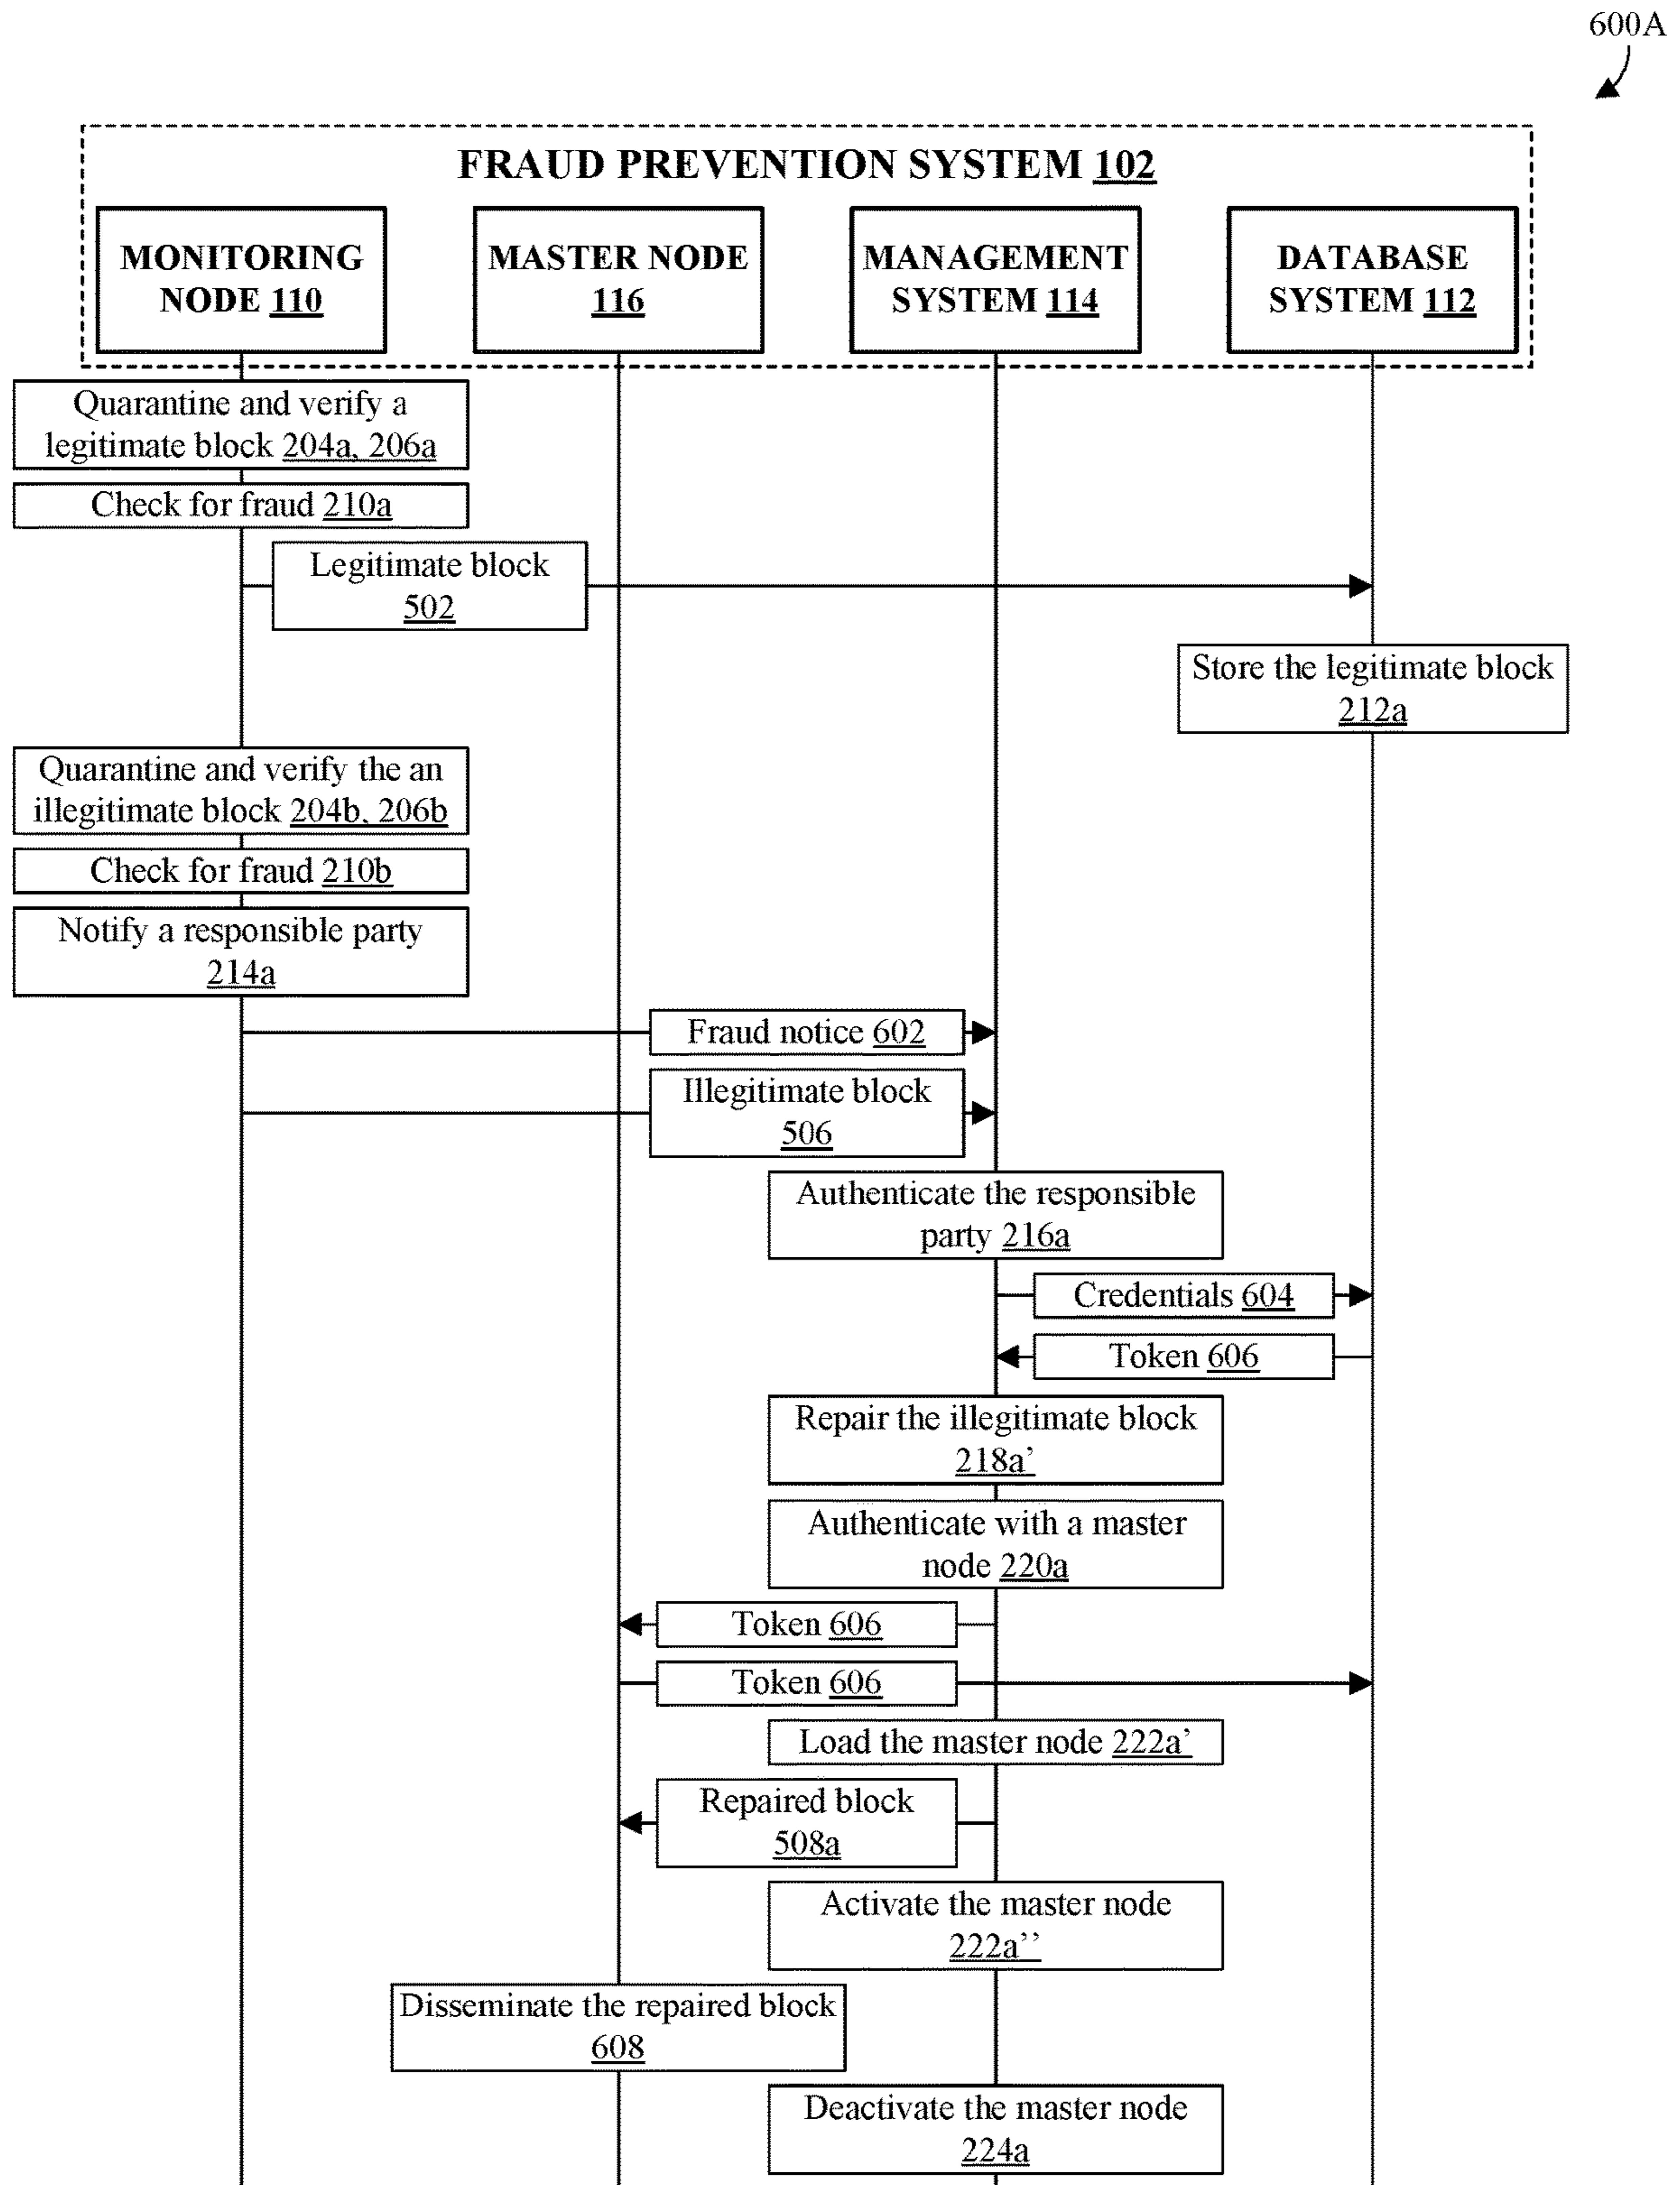 600A
FRAUD PREVENTION SYSTEM 102
MONITORING
NODE 110
MASTER NODE
116
MANAGEMENT
SYSTEM 114
DATABASE
SYSTEM 112
Quarantine and verify a
legitimate block 204a, 206a
Check for fraud 210a
Legitimate block
502
Store the legitimate block
212a
Quarantine and verify the an
illegitimate block 204b, 206b
Check for fraud 210b
Notify a responsible party
214a
Fraud notice 602
Illegitimate block
506
Authenticate the responsible
party 216a
Credentials 604
Token 606
Repair the illegitimate block
218a’
Authenticate with a master
node 220a
Token 606
Token 606
Load the master node 222a’
Repaired block
508a
Activate the master node
222a’’
Disseminate the repaired block
608
Deactivate the master node
224a